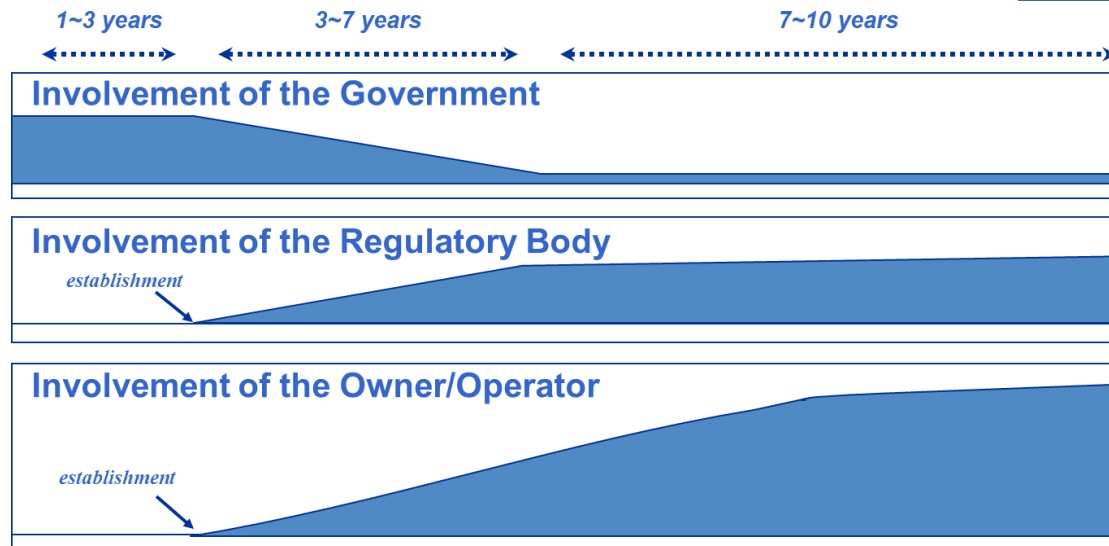 1~3 years
3~7 years
7~10 years
Involvement of the Government
Involvement of the Regulatory Body
establishment
Involvement of the Owner/Operator
establishment